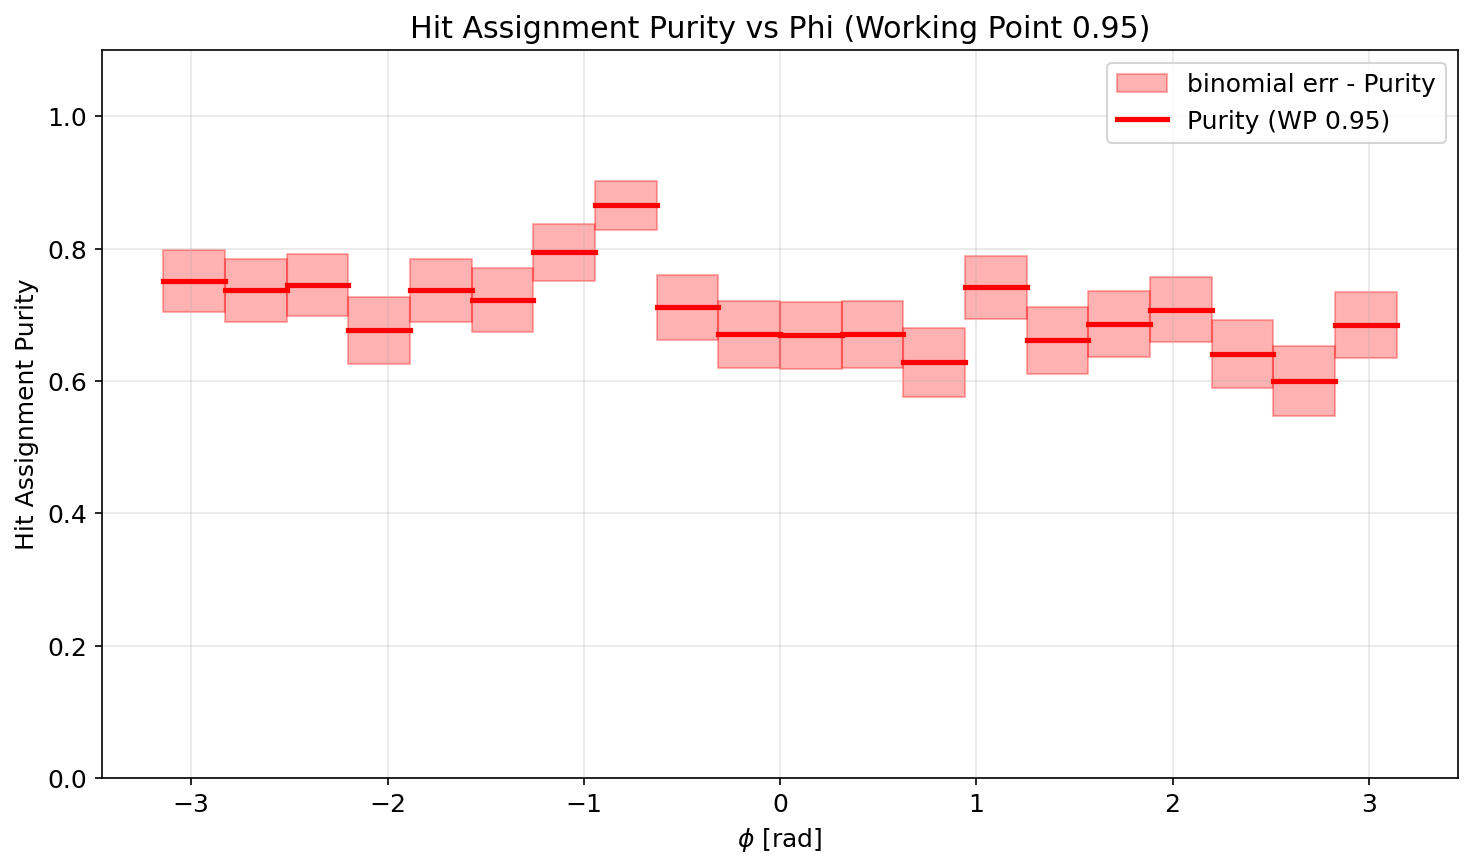 Hit Assignment Purity vs Phi (Working Point 0.95)
binomial err - Purity
Purity (WP 0.95)
Hit Assignment Purity
1.0
0.8
0.6
0.4
0.2
0.0
−3 −2 −1 0 1 2 3
ϕ [rad]